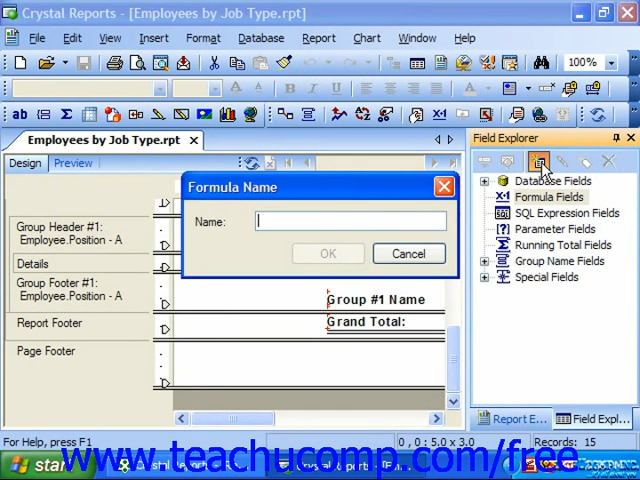 Crystal Reports - [Employees by Job Type.rpt]
File Edit View Insert Format Database Report Chart Window Help
100%
ab
Employees by Job Type.rpt
Design Preview
Field Explorer
Database Fields
Formula Fields
SQL Expression Fields
Parameter Fields
Running Total Fields
Group Name Fields
Special Fields
Formula Name
Name:
OK Cancel
Group Header #1:
Employee.Position - A
Details
Group Footer #1:
Employee.Position - A
Group #1 Name
Report Footer
Grand Total:
Page Footer
Report E... Field Expl...
For Help, press F1
0 , 0 : 5.0 x 3.0
Records: 15
start
www.teachucomp.com/free